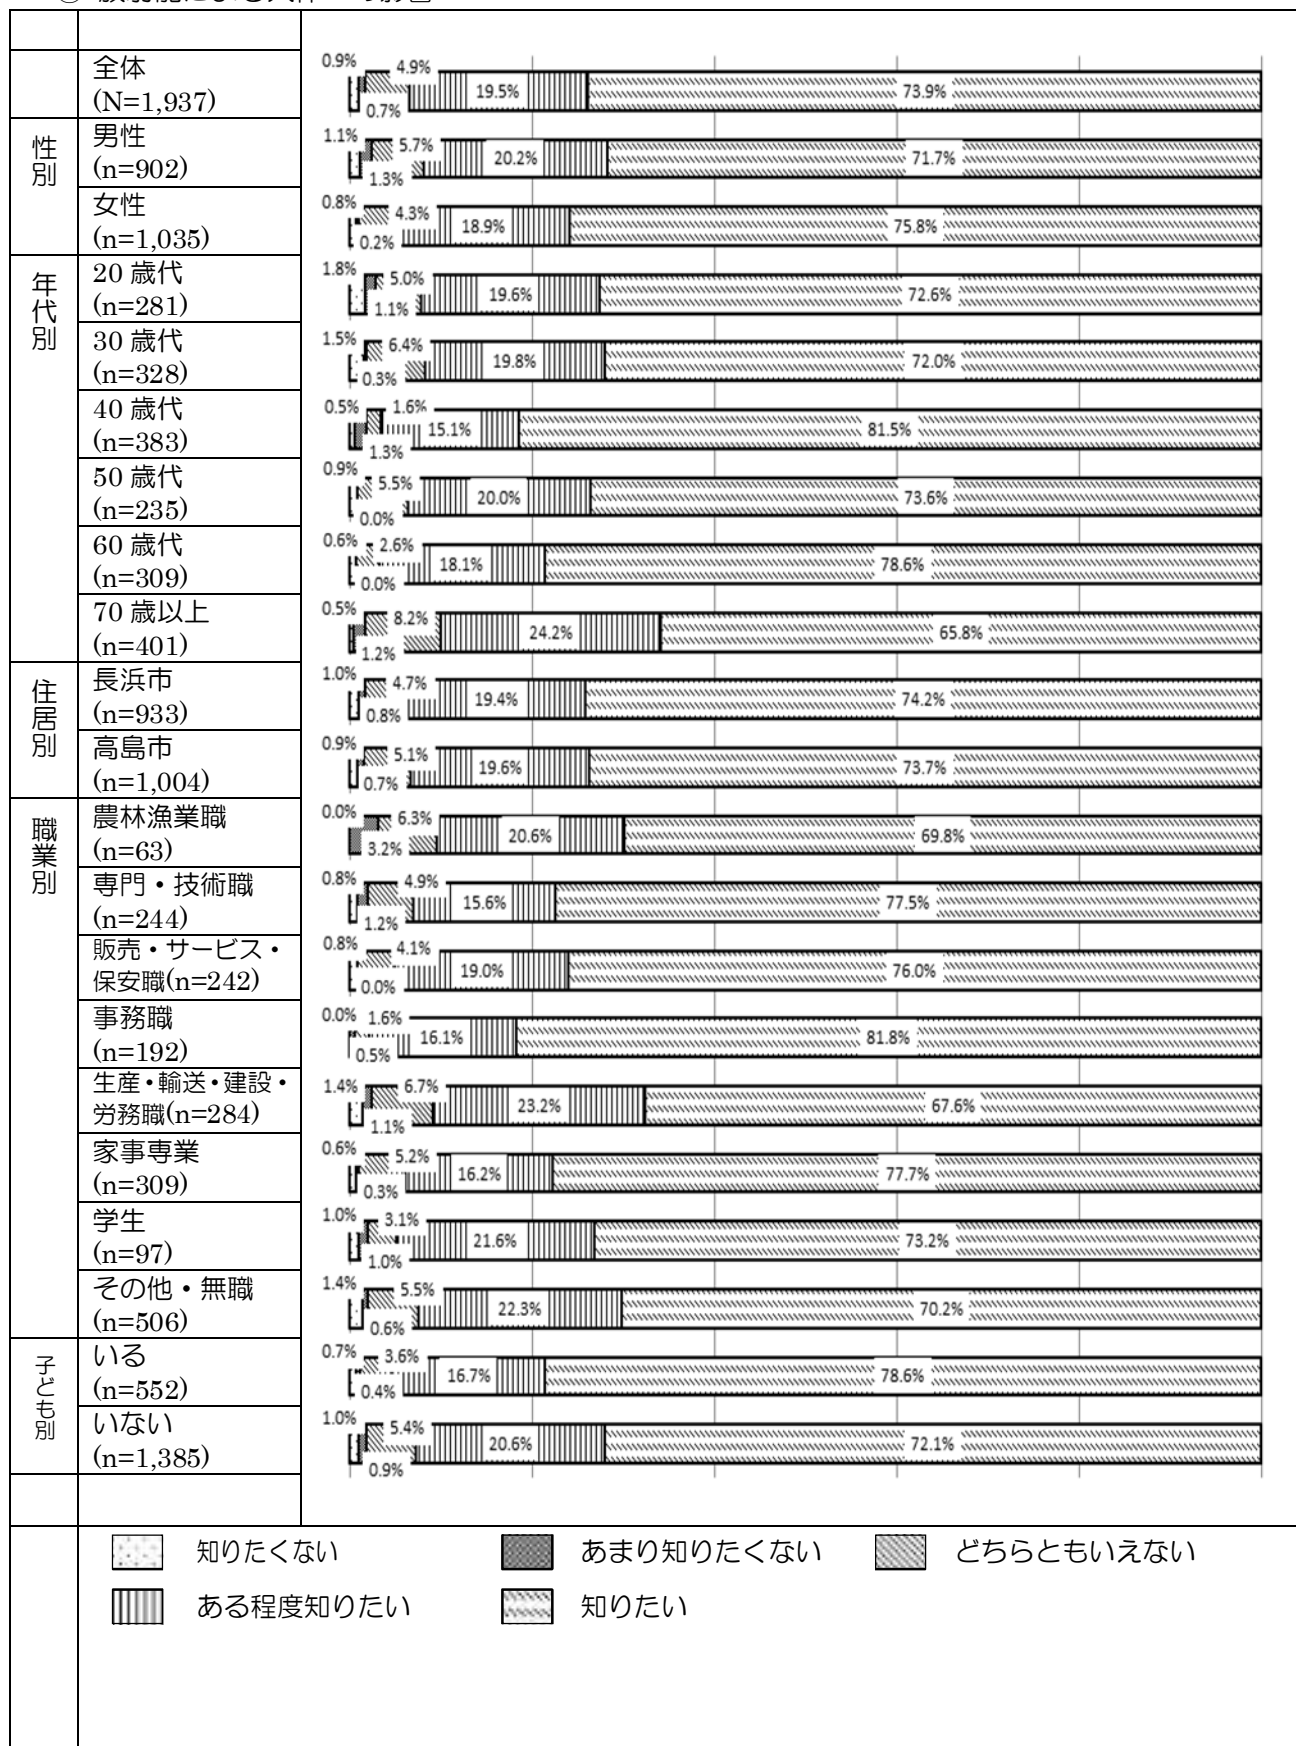 全体
(N=1,937)
0.9%
4.9%
0.7%
19.5%
73.9%
性別
男性
(n=902)
1.1%
5.7%
1.3%
20.2%
71.7%
女性
(n=1,035)
0.8%
4.3%
0.2%
18.9%
75.8%
年代別
20 歳代
(n=281)
1.8%
5.0%
1.1%
19.6%
72.6%
30 歳代
(n=328)
1.5%
6.4%
0.3%
19.8%
72.0%
40 歳代
(n=383)
0.5%
1.6%
1.3%
15.1%
81.5%
50 歳代
(n=235)
0.9%
5.5%
0.0%
20.0%
73.6%
60 歳代
(n=309)
0.6%
2.6%
0.0%
18.1%
78.6%
70 歳以上
(n=401)
0.5%
8.2%
1.2%
24.2%
65.8%
住居別
長浜市
(n=933)
1.0%
4.7%
0.8%
19.4%
74.2%
高島市
(n=1,004)
0.9%
5.1%
0.7%
19.6%
73.7%
職業別
農林漁業職
(n=63)
0.0%
6.3%
3.2%
20.6%
69.8%
専門・技術職
(n=244)
0.8%
4.9%
1.2%
15.6%
77.5%
販売・サービス・
保安職(n=242)
0.8%
4.1%
0.0%
19.0%
76.0%
事務職
(n=192)
0.0%
1.6%
0.5%
16.1%
81.8%
生産・輸送・建設・
労務職(n=284)
1.4%
6.7%
1.1%
23.2%
67.6%
家事専業
(n=309)
0.6%
5.2%
0.3%
16.2%
77.7%
学生
(n=97)
1.0%
3.1%
1.0%
21.6%
73.2%
その他・無職
(n=506)
1.4%
5.5%
0.6%
22.3%
70.2%
子ども別
いる
(n=552)
0.7%
3.6%
0.4%
16.7%
78.6%
いない
(n=1,385)
1.0%
5.4%
0.9%
20.6%
72.1%
知りたくない
あまり知りたくない
どちらともいえない
ある程度知りたい
知りたい